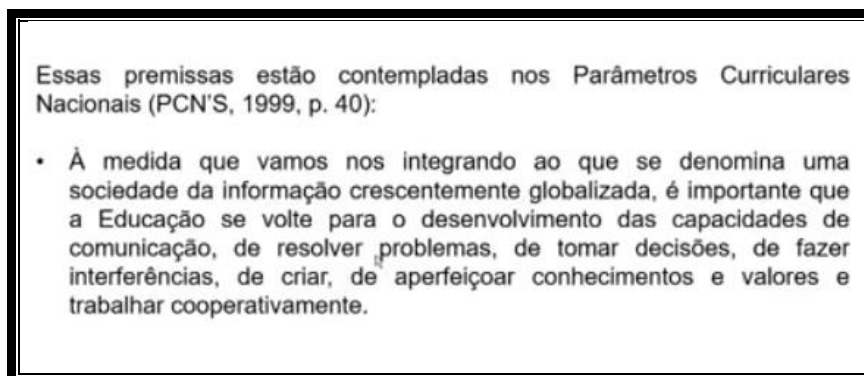 Essas premissas estão contempladas nos Parâmetros Curriculares
Nacionais (PCN'S, 1999, p. 40):
• À medida que vamos nos integrando ao que se denomina uma
sociedade da informação crescentemente globalizada, é importante que
a Educação se volte para o desenvolvimento das capacidades de
comunicação, de resolver problemas, de tomar decisões, de fazer
interferências, de criar, de aperfeiçoar conhecimentos e valores e
trabalhar cooperativamente.